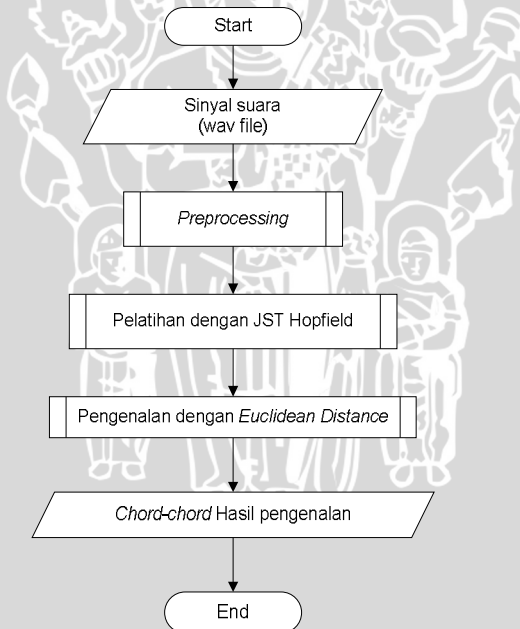 Start
Sinyal suara
(wav file)
Preprocessing
Pelatihan dengan JST Hopfield
Pengenalan dengan Euclidean Distance
Chord-chord Hasil pengenalan
End